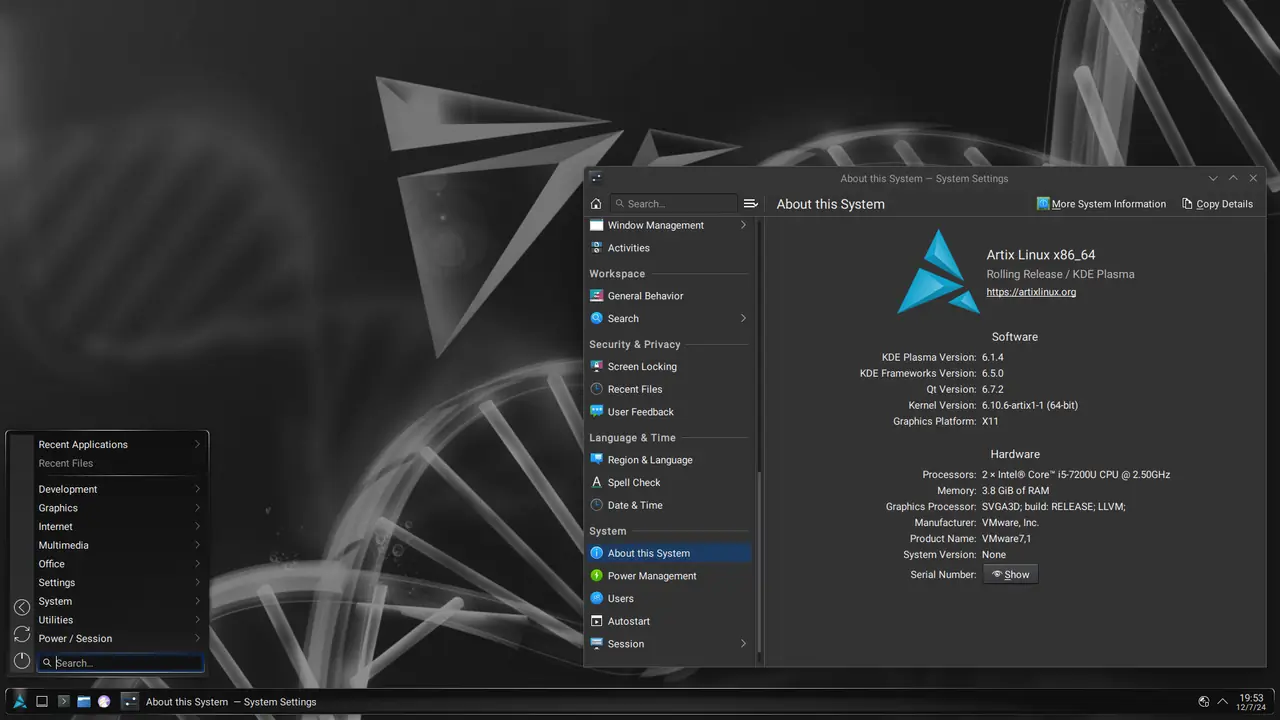 About this System — System Settings
Search...
About this System
More System Information
Copy Details
Window Management
Activities
Workspace
General Behavior
Search
Security & Privacy
Screen Locking
Recent Files
User Feedback
Language & Time
Region & Language
Spell Check
Date & Time
System
About this System
Power Management
Users
Autostart
Session
Artix Linux x86_64
Rolling Release / KDE Plasma
https://artixlinux.org
Software
KDE Plasma Version: 6.1.4
KDE Frameworks Version: 6.5.0
Qt Version: 6.7.2
Kernel Version: 6.10.6-artix1-1 (64-bit)
Graphics Platform: X11
Hardware
Processors: 2 × Intel® Core™ i5-7200U CPU @ 2.50GHz
Memory: 3.8 GiB of RAM
Graphics Processor: SVGA3D; build: RELEASE; LLVM;
Manufacturer: VMware, Inc.
Product Name: VMware7,1
System Version: None
Serial Number: Show
Recent Applications
Recent Files
Development
Graphics
Internet
Multimedia
Office
Settings
System
Utilities
Power / Session
Search...
About this System — System Settings
19:53
12/7/24